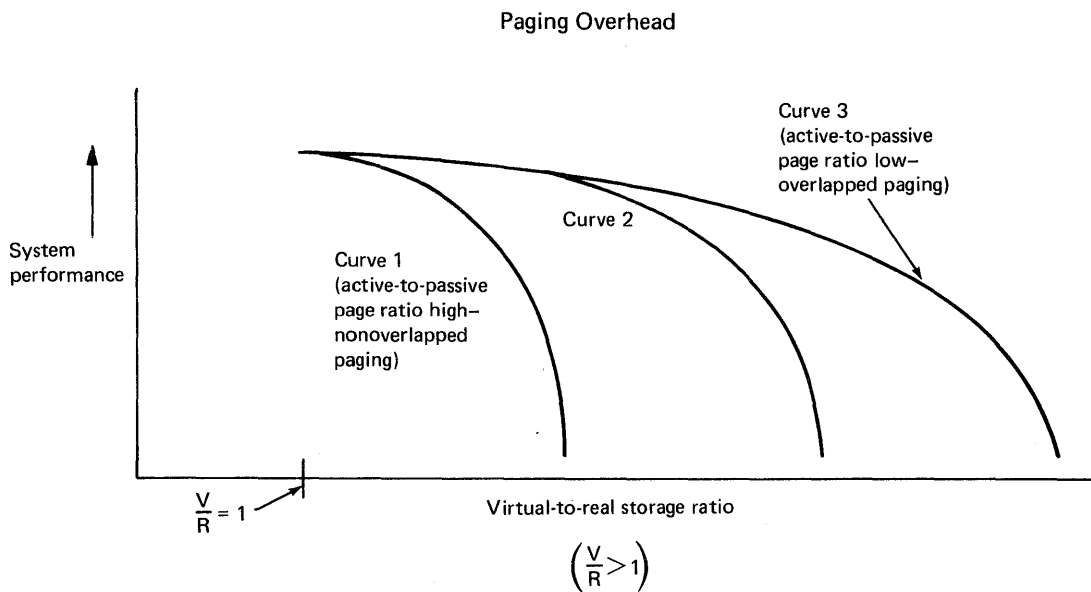 Paging Overhead
Curve 3
(active-to-passive
page ratio low–
overlapped paging)
Curve 2
System
performance
Curve 1
(active-to-passive
page ratio high–
nonoverlapped
paging)
V/R = 1
Virtual-to-real storage ratio
(V/R > 1)